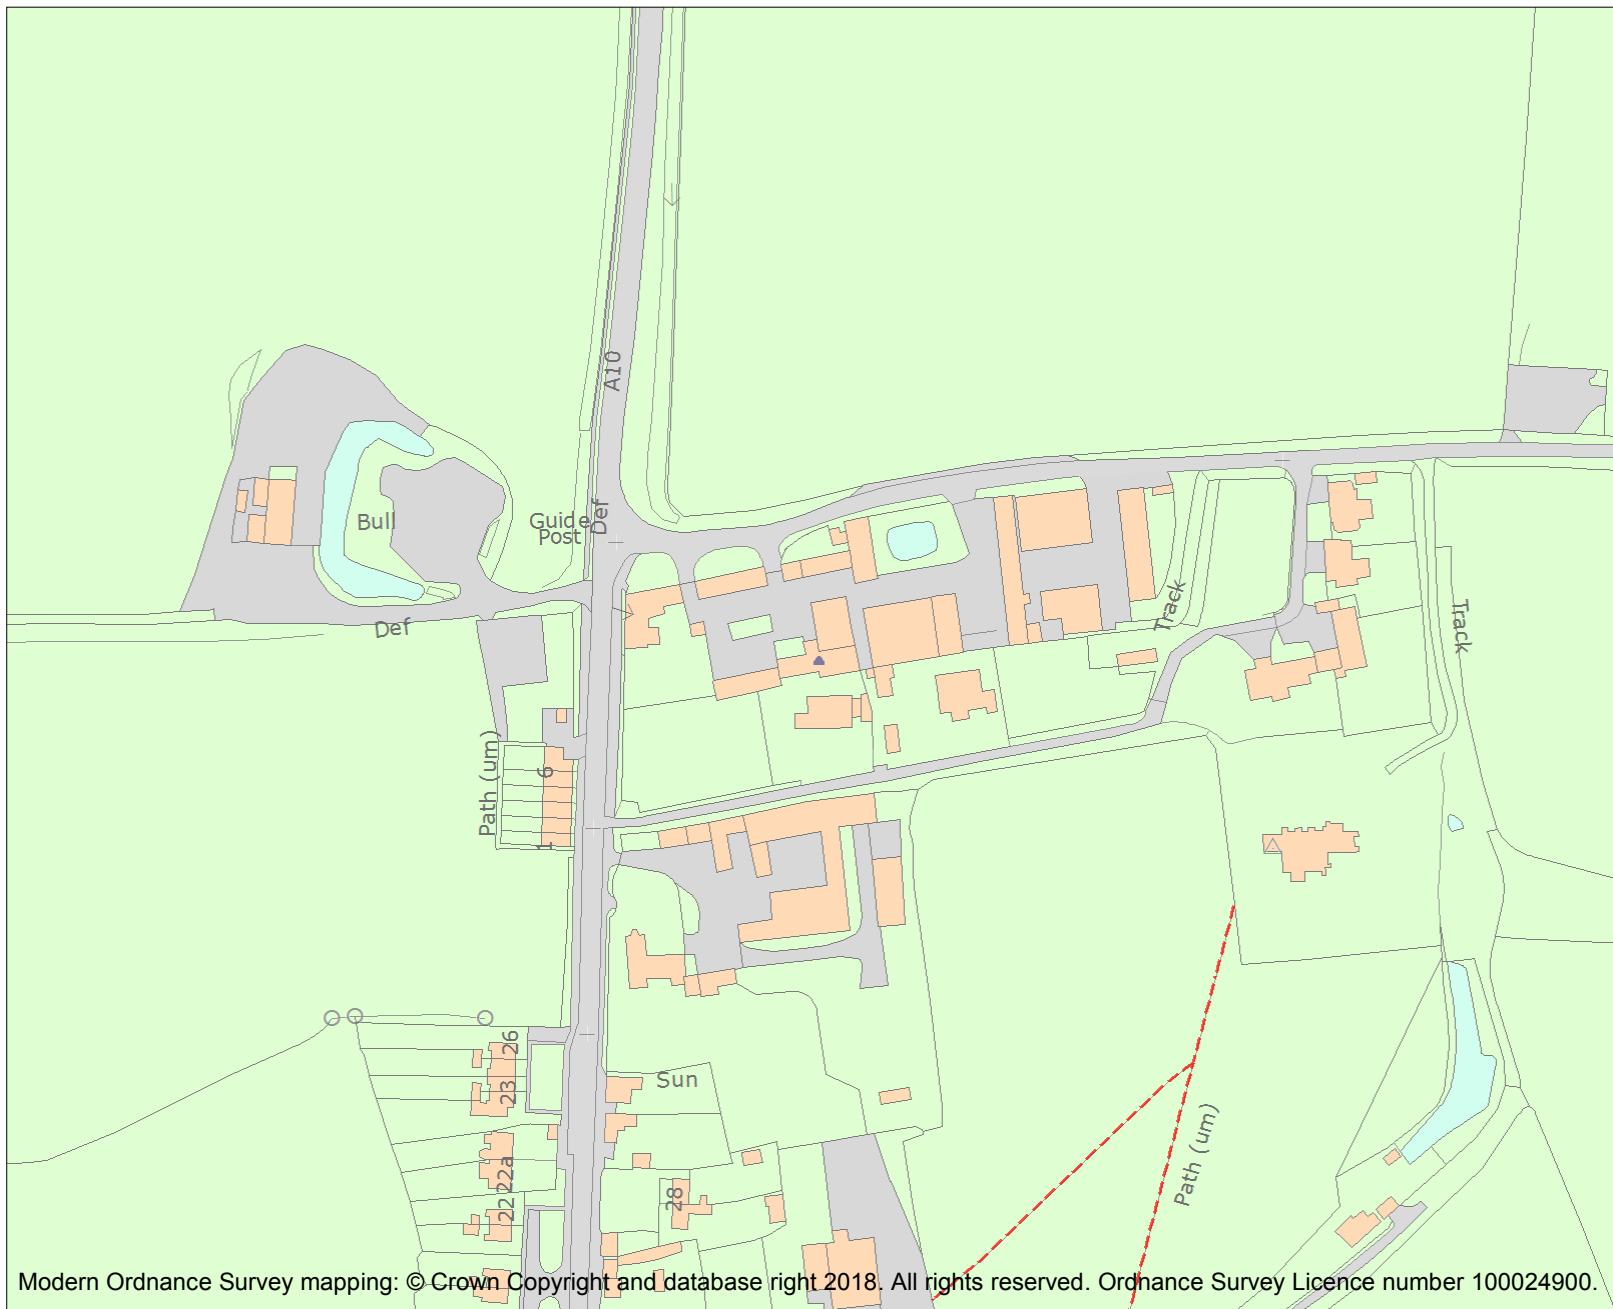 A10
Bull
Guide
Post
Def
Def
Track
Track
Path (um)
6
1
26
23
Sun
22a
22
28
Path (um)
Modern Ordnance Survey mapping: © Crown Copyright and database right 2018. All rights reserved. Ordnance Survey Licence number 100024900.